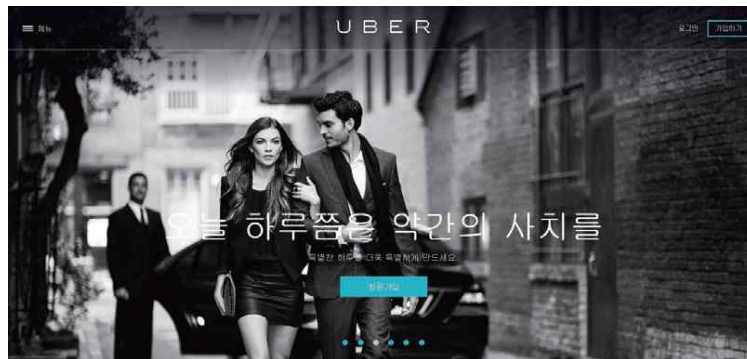 메뉴
UBER
로그인
가입하기
오늘 하루쯤은 약간의 사치를
특별한 하루를 더욱 특별하게 만드세요
회원가입